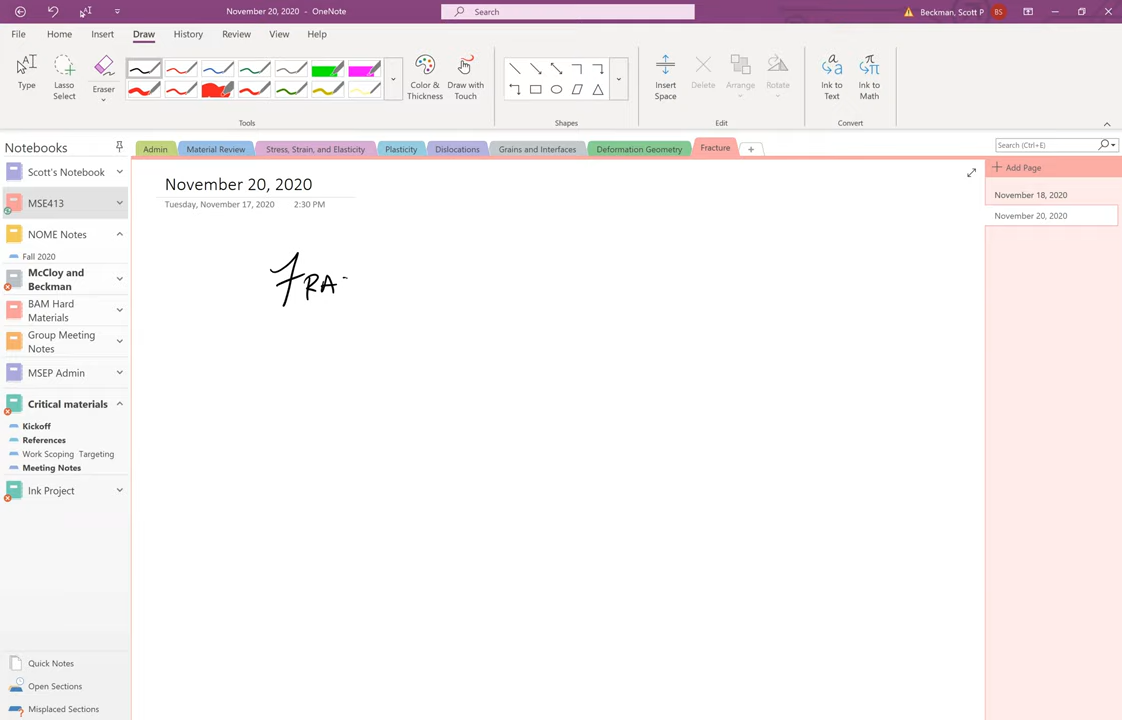 November 20, 2020 - OneNote
Search
Beckman, Scott P
BS
File Home Insert Draw History Review View Help
Type
Lasso Select
Eraser
Color & Thickness
Draw with Touch
Insert Space
Delete
Arrange
Rotate
Ink to Text
Ink to Math
Tools
Shapes
Edit
Convert
Notebooks
Admin Material Review Stress, Strain, and Elasticity Plasticity Dislocations Grains and Interfaces Deformation Geometry Fracture
Search (Ctrl+E)
Scott's Notebook
MSE413
NOME Notes
Fall 2020
McCloy and Beckman
BAM Hard Materials
Group Meeting Notes
MSEP Admin
Critical materials
Kickoff
References
Work Scoping Targeting
Meeting Notes
Ink Project
Quick Notes
Open Sections
Misplaced Sections
November 20, 2020
Tuesday, November 17, 2020 2:30 PM
FRA
Add Page
November 18, 2020
November 20, 2020